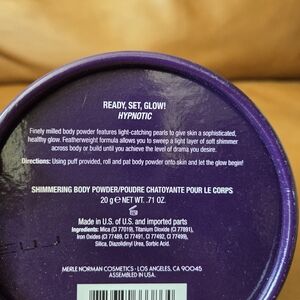 READY, SET, GLOW!
HYPNOTIC
Finely milled body powder features light-catching pearls to give skin a sophisticated,
healthy glow. Featherweight formula allows you to sweep a light layer of soft shimmer
across body or build until you achieve the level of drama you desire.
Directions: Using puff provided, roll and pat body powder onto skin and let the glow begin!
SHIMMERING BODY POWDER/POUDRE CHATOYANTE POUR LE CORPS
20 g ℮ NET WT. .71 OZ.
Made in U.S. of U.S. and imported parts
Ingredients: Mica (CI 77019), Titanium Dioxide (CI 77891),
Iron Oxides (CI 77489, CI 77491, CI 77492, CI 77499),
Silica, Diazolidinyl Urea, Sorbic Acid.
MERLE NORMAN COSMETICS · LOS ANGELES, CA 90045
ASSEMBLED IN U.S.A.